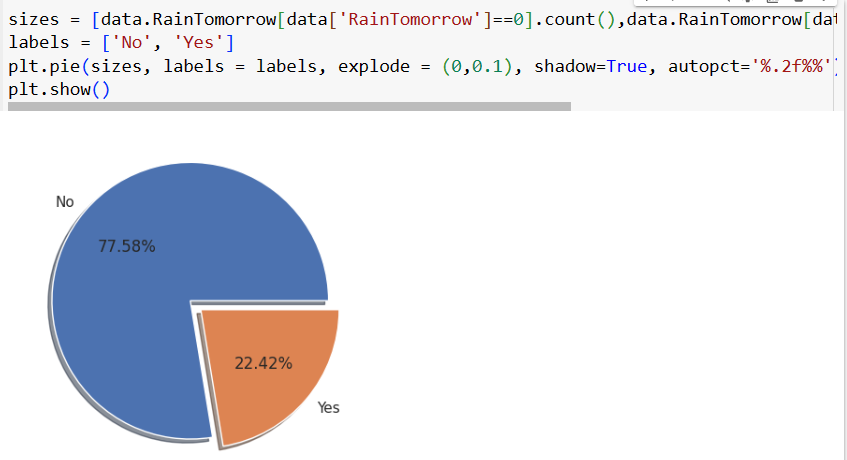 sizes = [data.RainTomorrow[data['RainTomorrow']==0].count(),data.RainTomorrow[dat
labels = ['No', 'Yes']
plt.pie(sizes, labels = labels, explode = (0,0.1), shadow=True, autopct='%.2f%%')
plt.show()
No
77.58%
22.42%
Yes